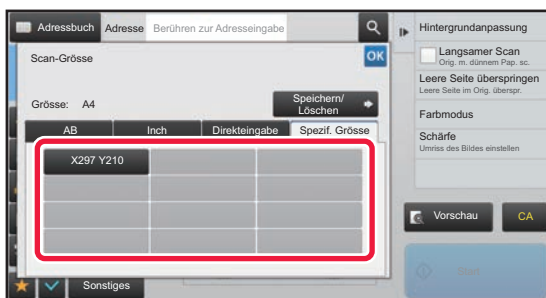 Adressbuch
Adresse
Berühren zur Adresseingabe
Scan-Grösse
OK
Grösse: A4
Speichern/
Löschen
AB
Inch
Direkteingabe
Spezif. Grösse
X297 Y210
Sonstiges
Hintergrundanpassung
Langsamer Scan
Orig. m. dünnem Pap. sc.
Leere Seite überspringen
Leere Seite im Orig. überspr.
Farbmodus
Schärfe
Umriss des Bildes einstellen
Vorschau
CA